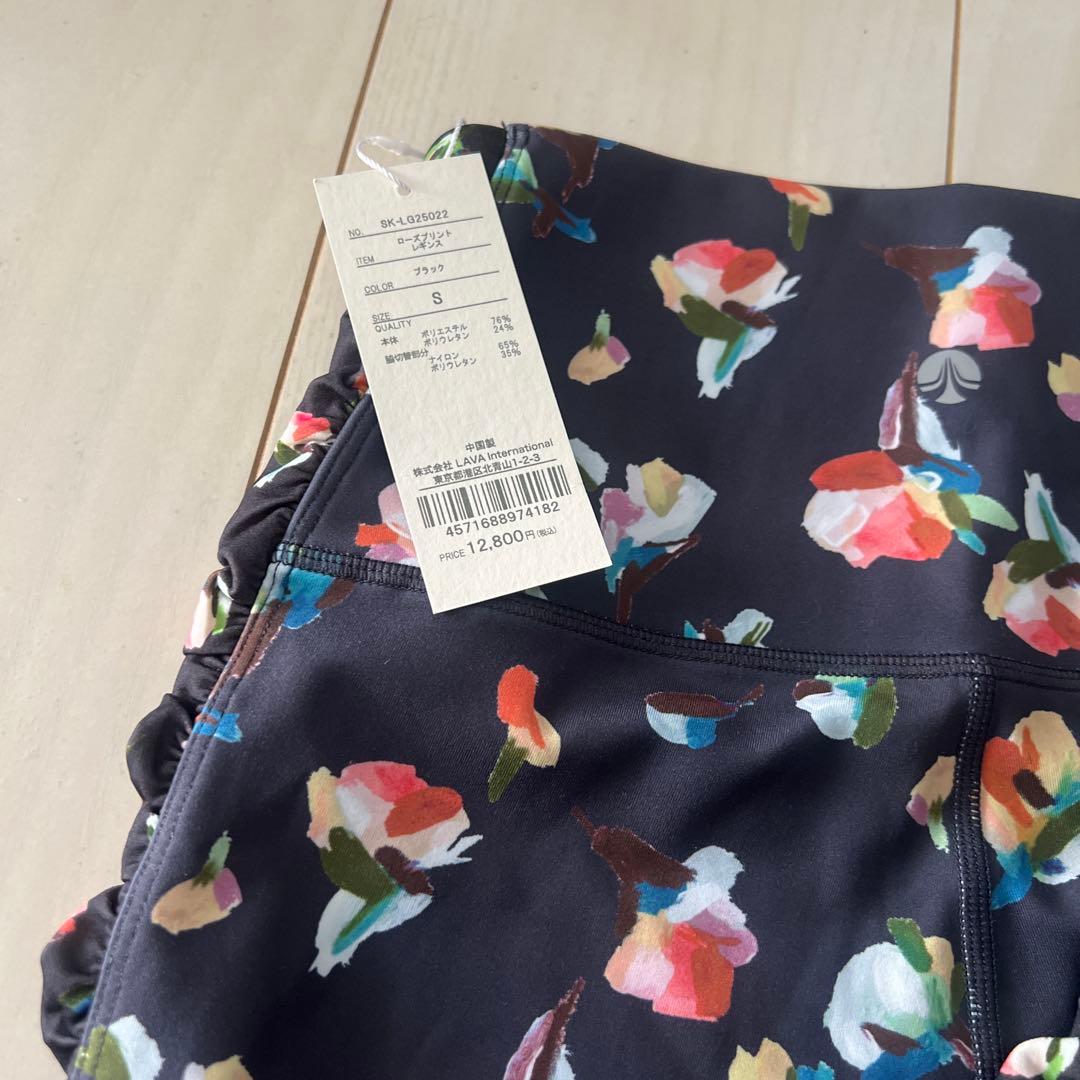 NO. SK-LG25022
ローズプリント
レギンス
ITEM
ブラック
COLOR
S
SIZE
QUALITY
本体 ポリエステル 76%
ポリウレタン 24%
脇切替部分 ナイロン 65%
ポリウレタン 35%
中国製
株式会社 LAVA International
東京都港区北青山1-2-3
4571688974182
PRICE 12,800円(税込)